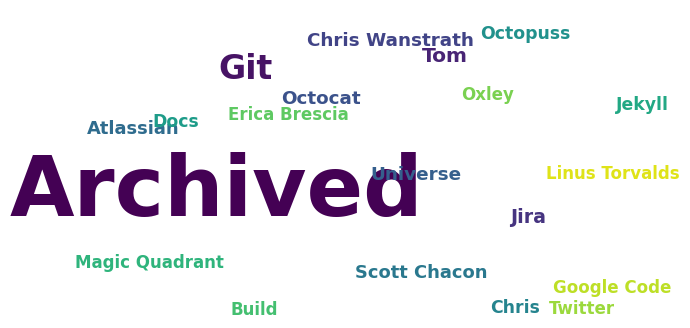 Octopuss
Chris Wanstrath
Tom
Git
Oxley
Octocat
Jekyll
Erica Brescia
Docs
Atlassian
Universe
Linus Torvalds
Archived
Jira
Magic Quadrant
Scott Chacon
Google Code
Chris
Twitter
Build